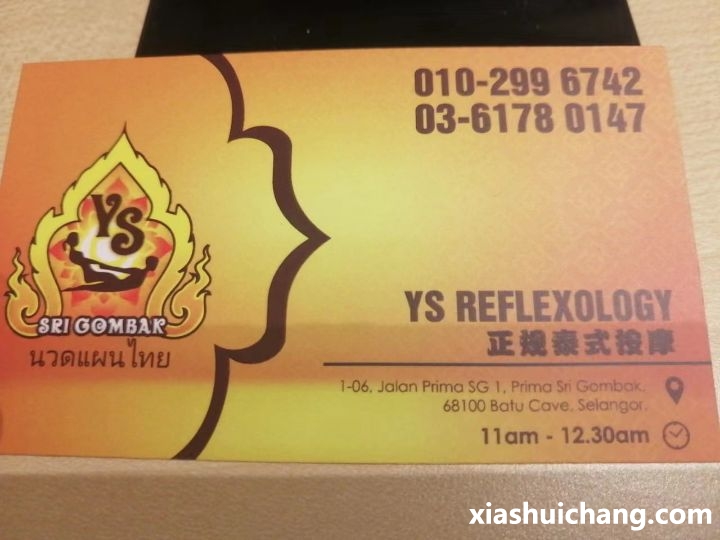 010-299 6742
03-6178 0147
YS
SRI GOMBAK
นวดแผนไทย
YS REFLEXOLOGY
正规泰式按摩
1-06, Jalan Prima SG 1, Prima Sri Gombak,
68100 Batu Cave, Selangor.
11am - 12.30am
xiashuichang.com